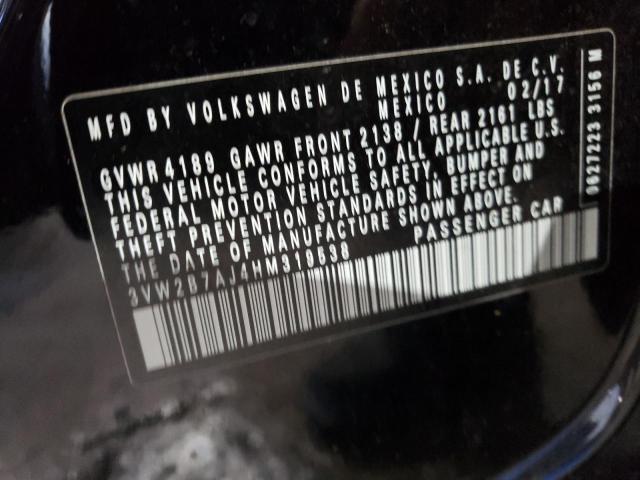 MFD BY VOLKSWAGEN DE MEXICO S.A. DE C.V.
MEXICO 02/17
GVWR 4189 GAWR FRONT 2138 / REAR 2161 LBS
THIS VEHICLE CONFORMS TO ALL APPLICABLE U.S.
FEDERAL MOTOR VEHICLE SAFETY, BUMPER AND
THEFT PREVENTION STANDARDS IN EFFECT ON
THE DATE OF MANUFACTURE SHOWN ABOVE.
3VW2B7AJ4HM319538 PASSENGER CAR
0627223 3156 M